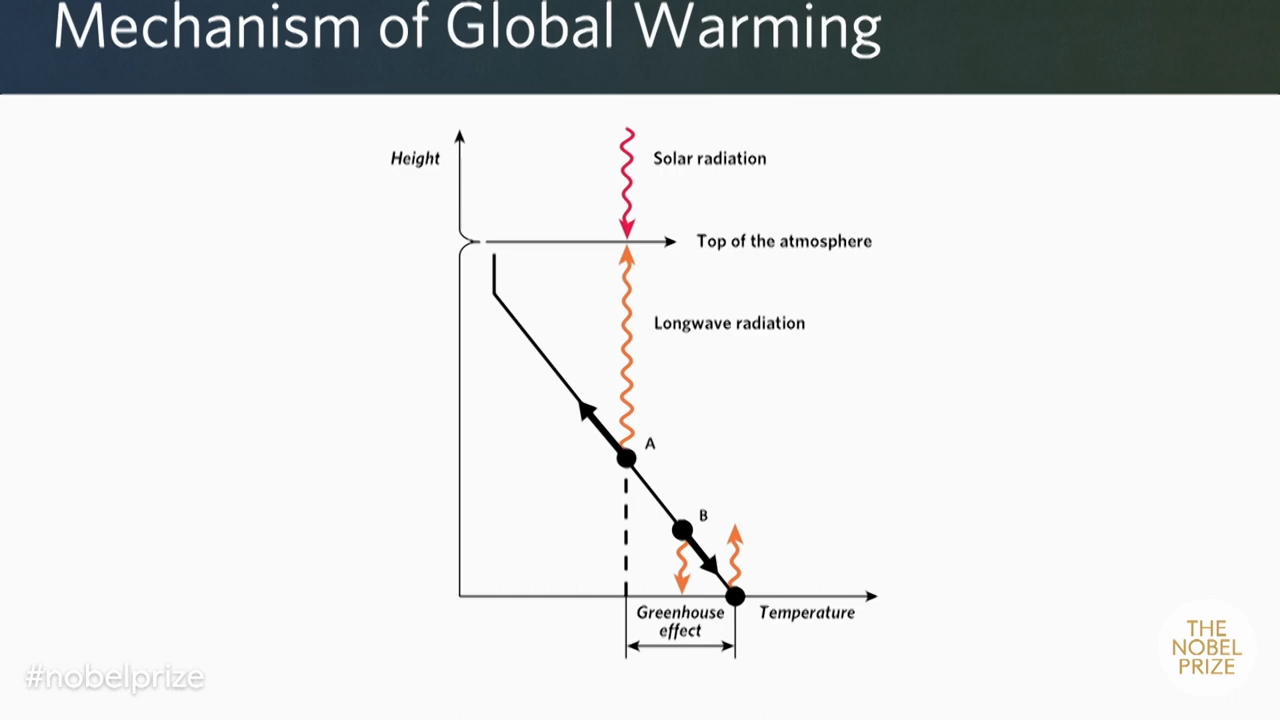 Mechanism of Global Warming
Height
Solar radiation
Top of the atmosphere
Longwave radiation
A
B
Greenhouse
effect
Temperature
#nobelprize
THE
NOBEL
PRIZE